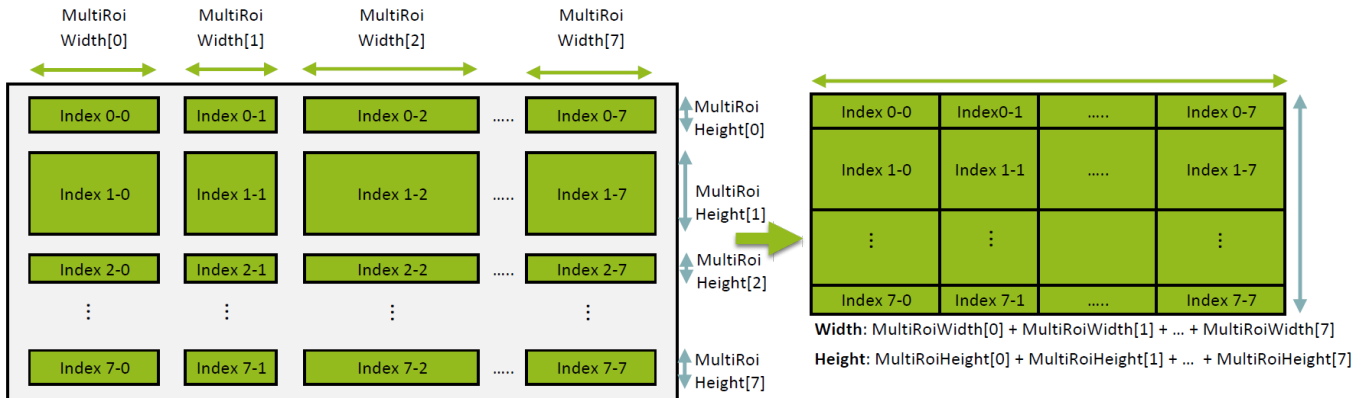 MultiRoi
Width[0]
MultiRoi
Width[1]
MultiRoi
Width[2]
MultiRoi
Width[7]
Index 0-0
Index 0-1
Index 0-2
.....
Index 0-7
MultiRoi
Height[0]
Index 1-0
Index 1-1
Index 1-2
.....
Index 1-7
MultiRoi
Height[1]
Index 2-0
Index 2-1
Index 2-2
.....
Index 2-7
MultiRoi
Height[2]
⋮
⋮
⋮
⋮
Index 7-0
Index 7-1
Index 7-2
.....
Index 7-7
MultiRoi
Height[7]
Index 0-0
Index0-1
.....
Index 0-7
Index 1-0
Index 1-1
.....
Index 1-7
⋮
⋮
⋮
Index 7-0
Index 7-1
.....
Index 7-7
Width: MultiRoiWidth[0] + MultiRoiWidth[1] + ... + MultiRoiWidth[7]
Height: MultiRoiHeight[0] + MultiRoiHeight[1] + ... + MultiRoiHeight[7]